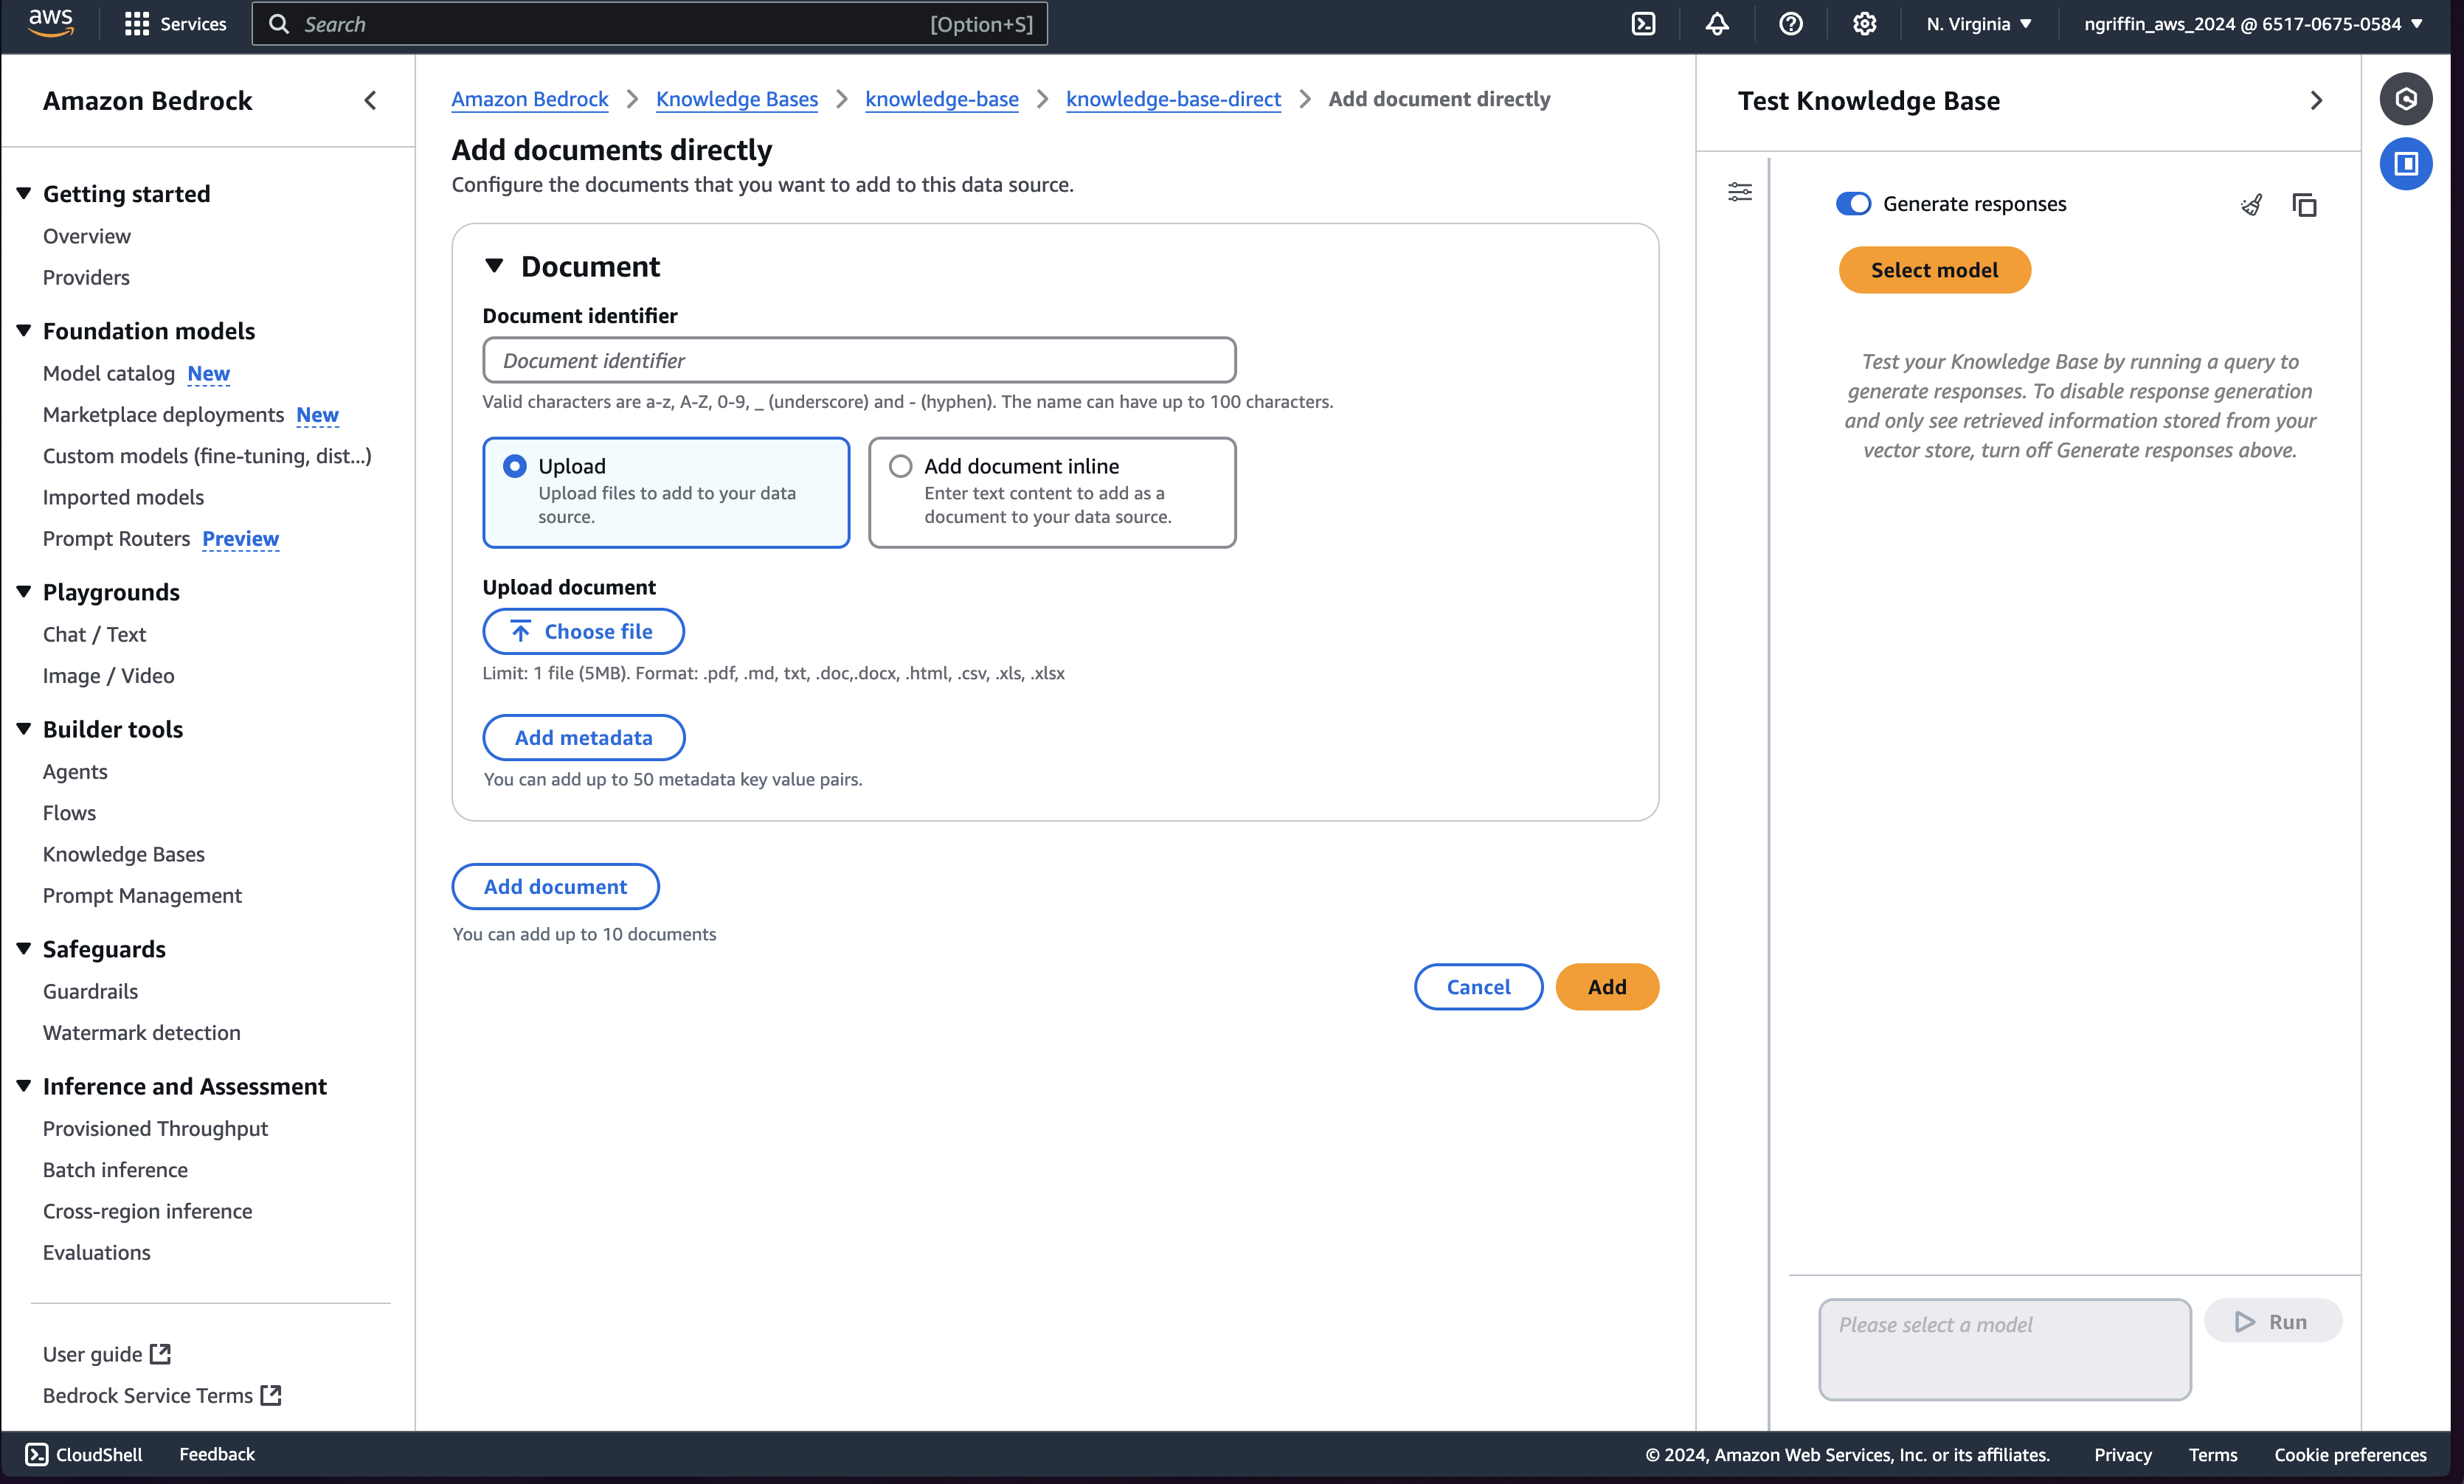 aws
Services
Search
[Option+S]
N. Virginia
ngriffin_aws_2024 @ 6517-0675-0584
Amazon Bedrock
Getting started
Overview
Providers
Foundation models
Model catalog New
Marketplace deployments New
Custom models (fine-tuning, dist...)
Imported models
Prompt Routers Preview
Playgrounds
Chat / Text
Image / Video
Builder tools
Agents
Flows
Knowledge Bases
Prompt Management
Safeguards
Guardrails
Watermark detection
Inference and Assessment
Provisioned Throughput
Batch inference
Cross-region inference
Evaluations
User guide
Bedrock Service Terms
Amazon Bedrock
Knowledge Bases
knowledge-base
knowledge-base-direct
Add document directly
Add documents directly
Configure the documents that you want to add to this data source.
Document
Document identifier
Document identifier
Valid characters are a-z, A-Z, 0-9, _ (underscore) and - (hyphen). The name can have up to 100 characters.
Upload
Upload files to add to your data
source.
Add document inline
Enter text content to add as a
document to your data source.
Upload document
Choose file
Limit: 1 file (5MB). Format: .pdf, .md, txt, .doc,.docx, .html, .csv, .xls, .xlsx
Add metadata
You can add up to 50 metadata key value pairs.
Add document
You can add up to 10 documents
Cancel
Add
Test Knowledge Base
Generate responses
Select model
Test your Knowledge Base by running a query to
generate responses. To disable response generation
and only see retrieved information stored from your
vector store, turn off Generate responses above.
Please select a model
Run
CloudShell
Feedback
© 2024, Amazon Web Services, Inc. or its affiliates.
Privacy
Terms
Cookie preferences